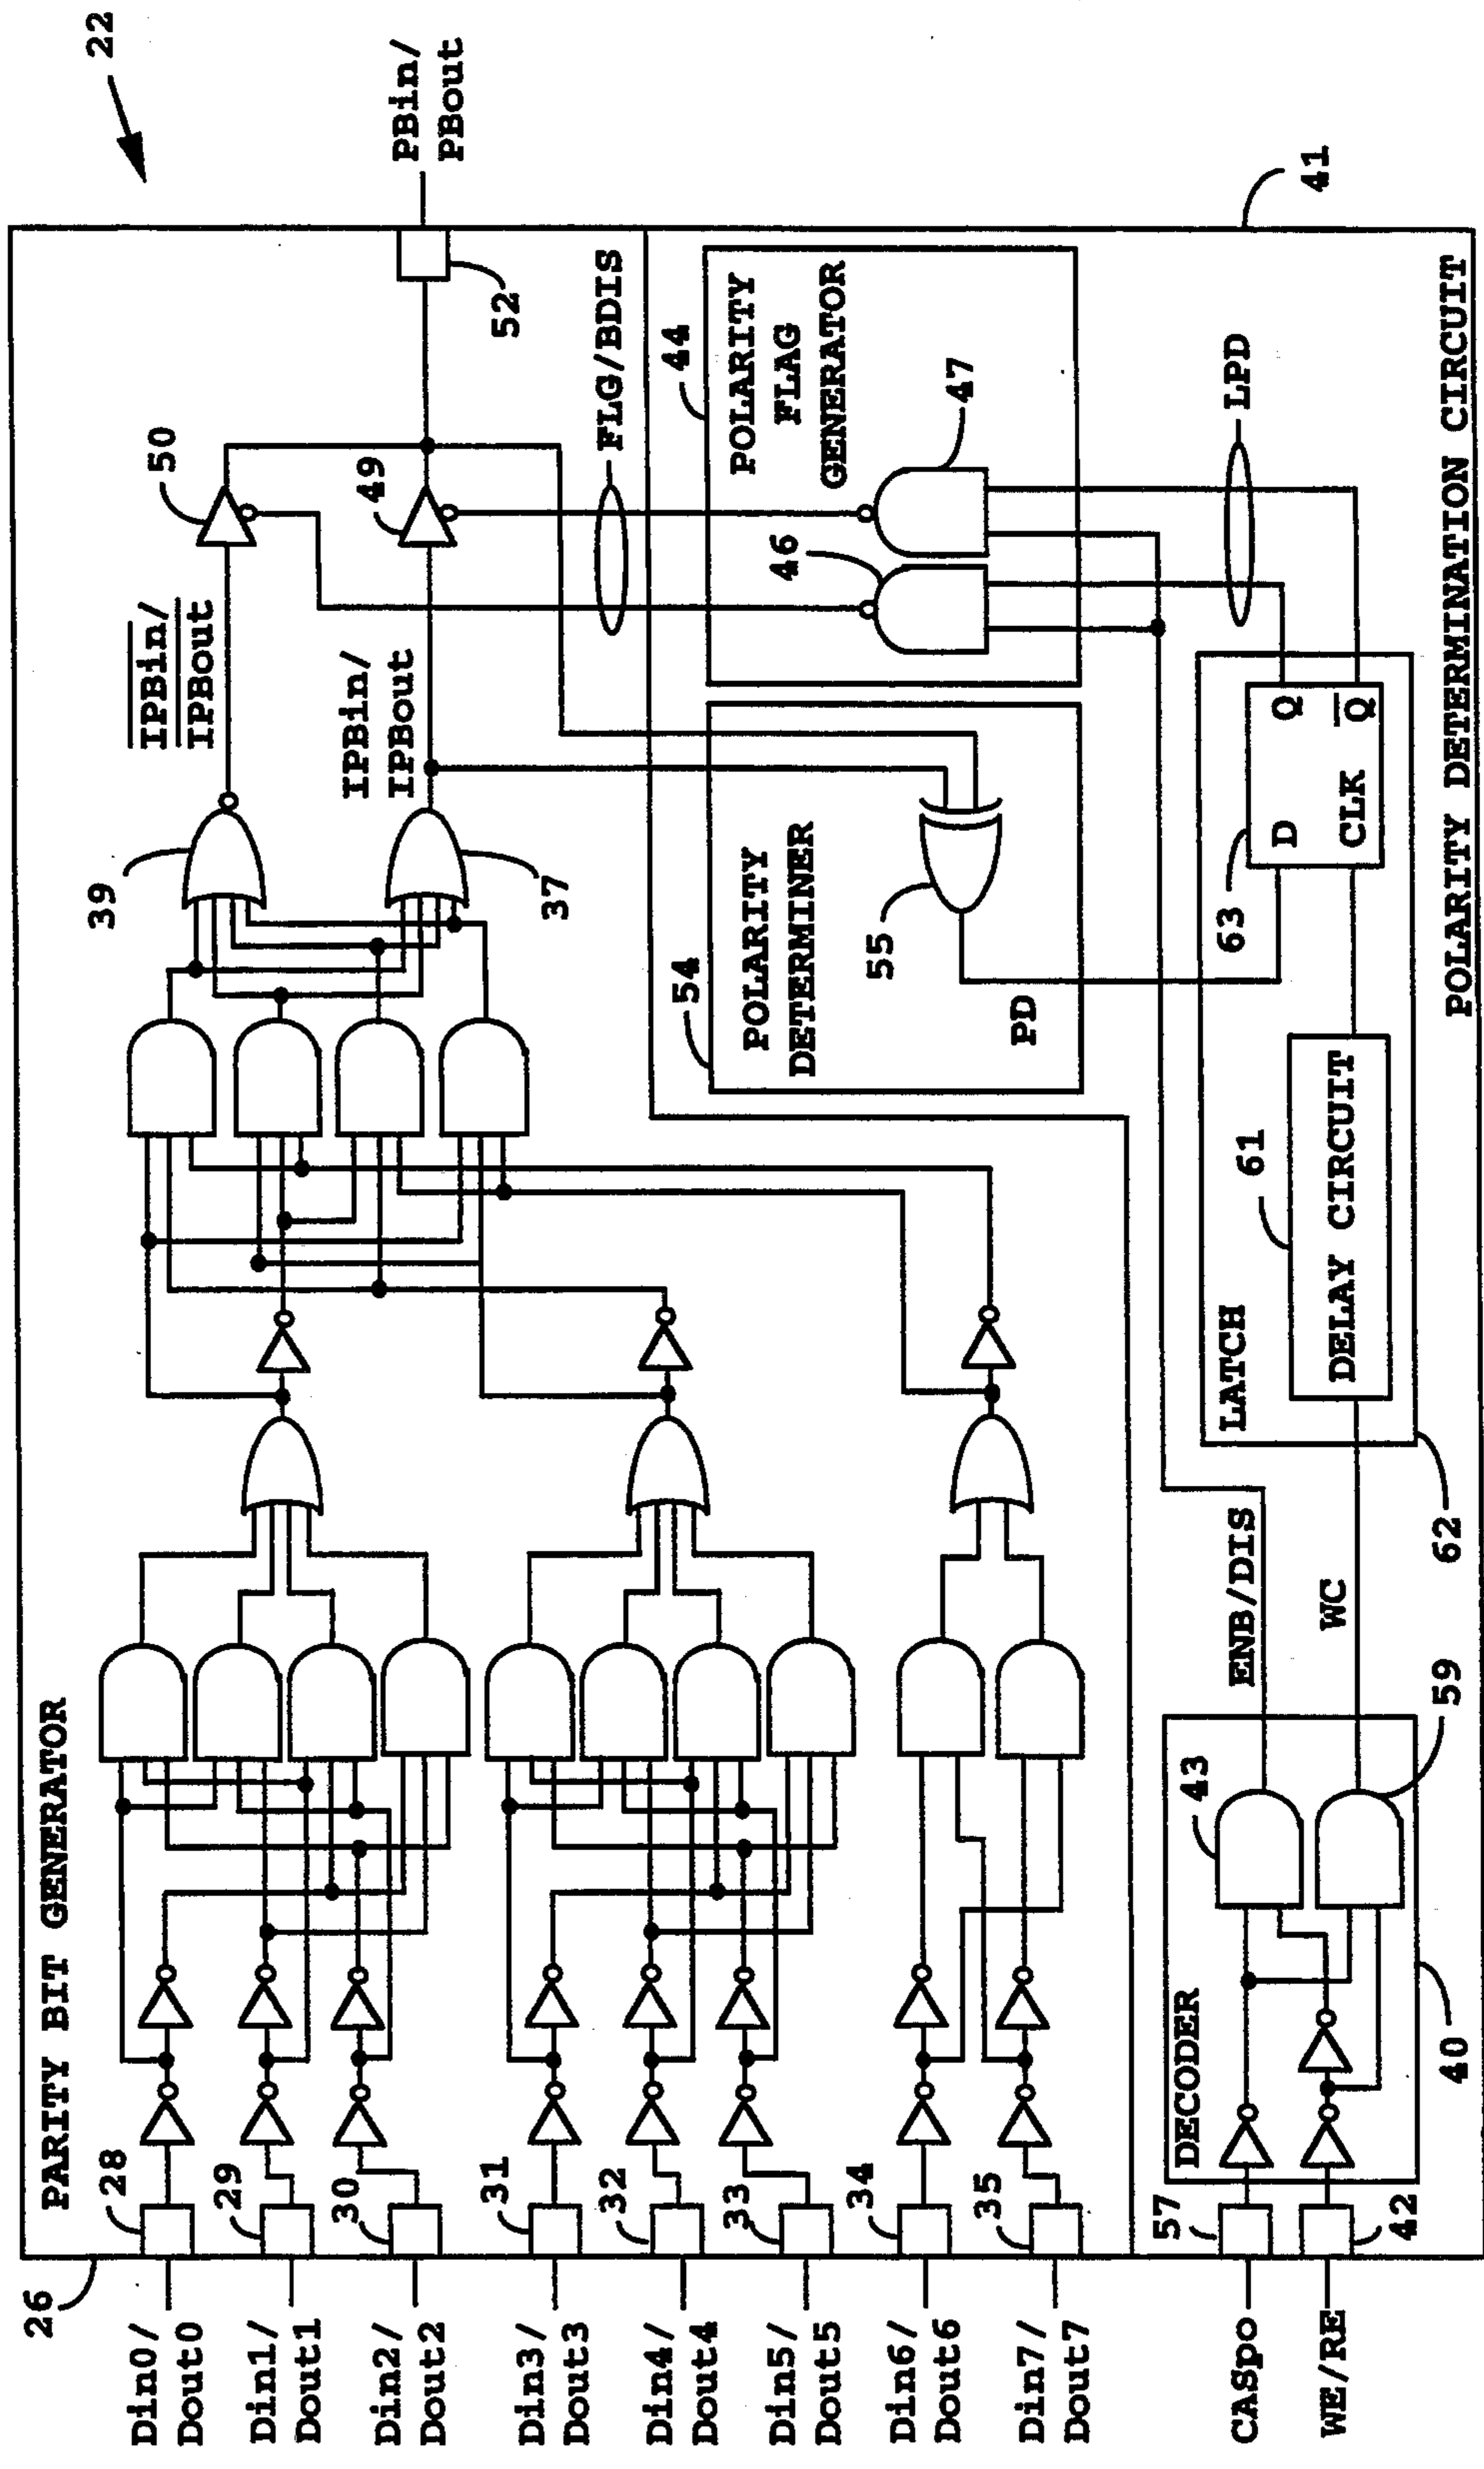 22
26
PARITY BIT GENERATOR
Din0/
Dout0
28
Din1/
Dout1
29
Din2/
Dout2
30
Din3/
Dout3
31
Din4/
Dout4
32
Din5/
Dout5
33
Din6/
Dout6
34
Din7/
Dout7
35
39
37
IPBin/
IPBout
IPBin/
IPBout
50
49
52
PBin/
PBout
FLG/BDIS
54
POLARITY
DETERMINER
55
PD
44
POLARITY
FLAG
GENERATOR
46
47
CASpo
57
WE/RE
42
DECODER
43
40
59
ENB/DIS
WC
LATCH
61
DELAY CIRCUIT
62
63
D
Q
CLK
Q
LPD
41
POLARITY DETERMINATION CIRCUIT